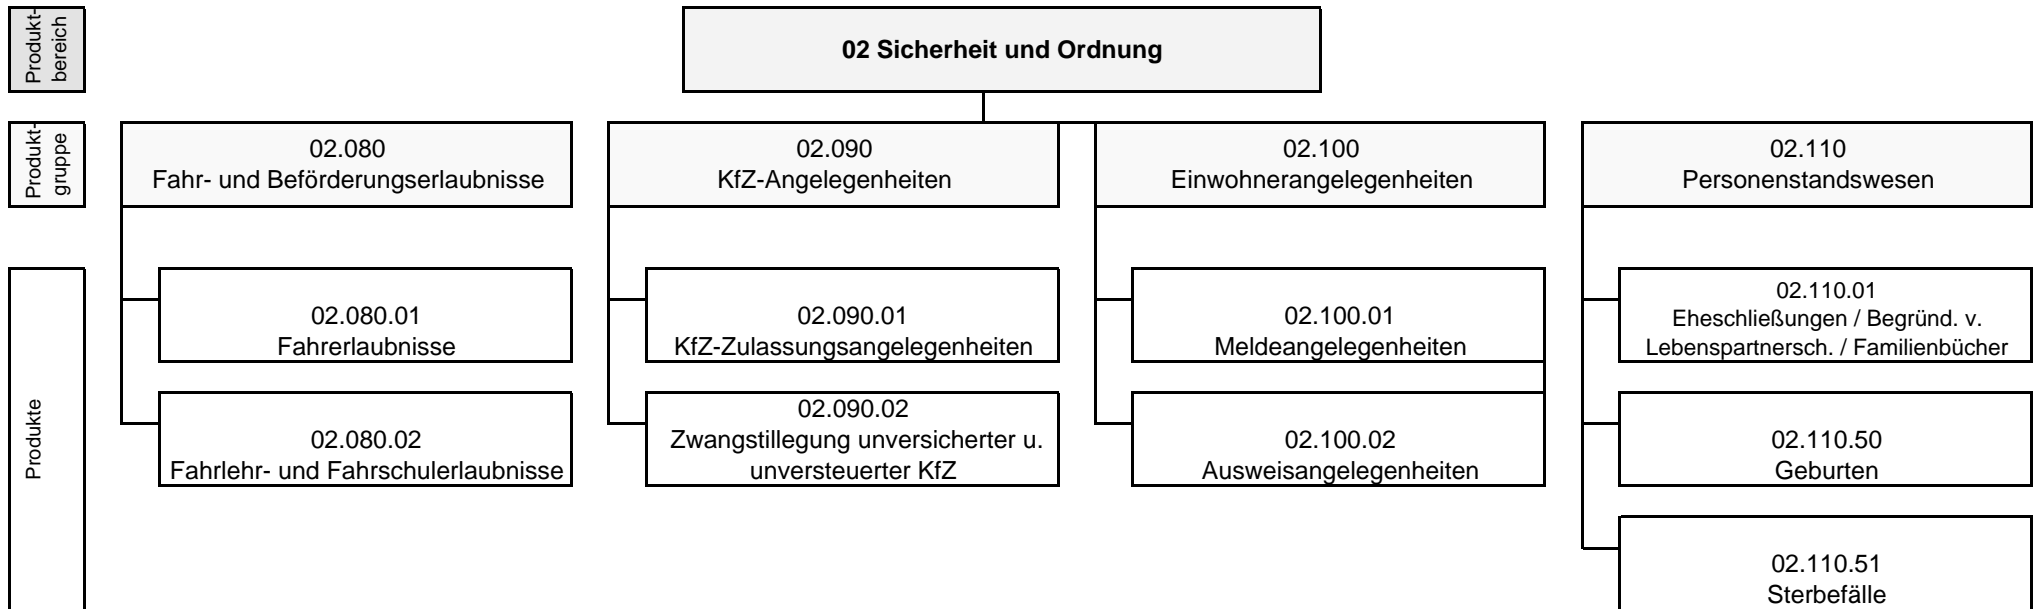 Produkt-
bereich
02 Sicherheit und Ordnung
Produkt-
gruppe
02.080
Fahr- und Beförderungserlaubnisse
02.090
KfZ-Angelegenheiten
02.100
Einwohnerangelegenheiten
02.110
Personenstandswesen
Produkte
02.080.01
Fahrerlaubnisse
02.090.01
KfZ-Zulassungsangelegenheiten
02.100.01
Meldeangelegenheiten
02.110.01
Eheschließungen / Begründ. v.
Lebenspartnersch. / Familienbücher
02.080.02
Fahrlehr- und Fahrschulerlaubnisse
02.090.02
Zwangstillegung unversicherter u.
unversteuerter KfZ
02.100.02
Ausweisangelegenheiten
02.110.50
Geburten
02.110.51
Sterbefälle